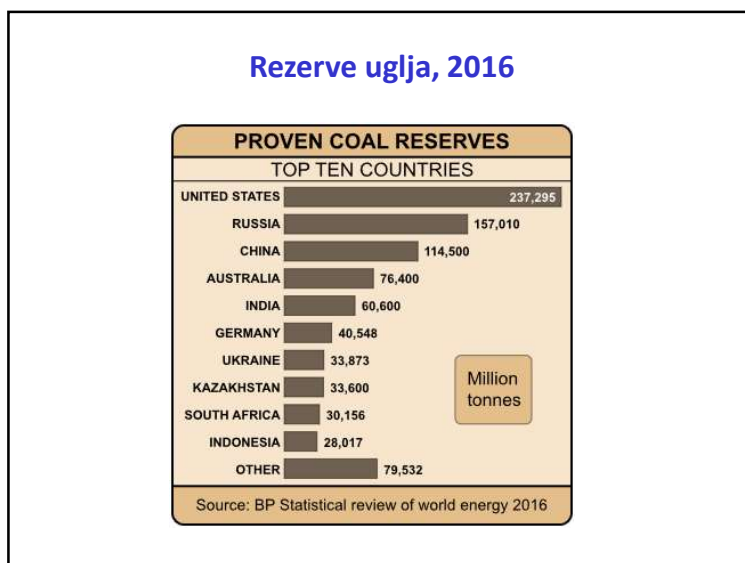 Rezerve uglja, 2016
PROVEN COAL RESERVES
TOP TEN COUNTRIES
UNITED STATES 237,295
RUSSIA 157,010
CHINA 114,500
AUSTRALIA 76,400
INDIA 60,600
GERMANY 40,548
UKRAINE 33,873
KAZAKHSTAN 33,600
SOUTH AFRICA 30,156
INDONESIA 28,017
OTHER 79,532
Million
tonnes
Source: BP Statistical review of world energy 2016